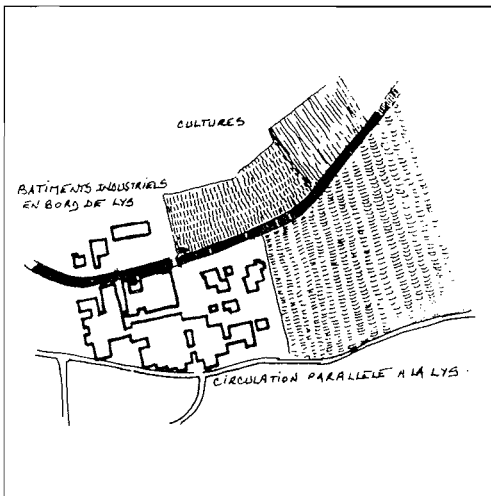 CULTURES
BATIMENTS INDUSTRIELS
EN BORD DE LYS
CIRCULATION PARALLELE A LA LYS.